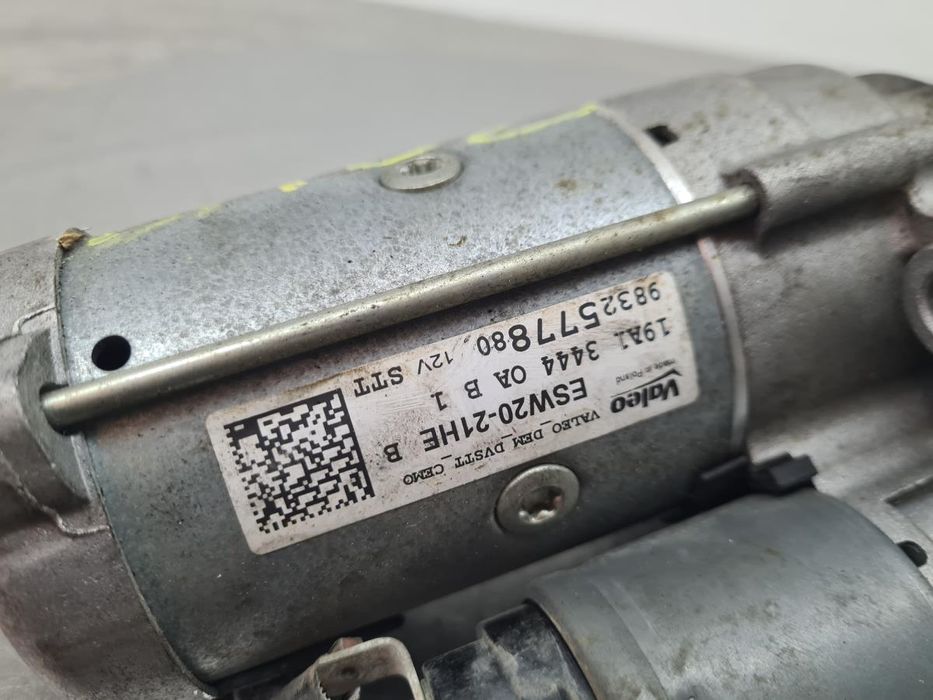 VALEO_DEM_DVSTT_CEMO
Valeo
made in Poland
ESW20-21HE B
19A1 3444 0A B 1
9832577880 12V STT